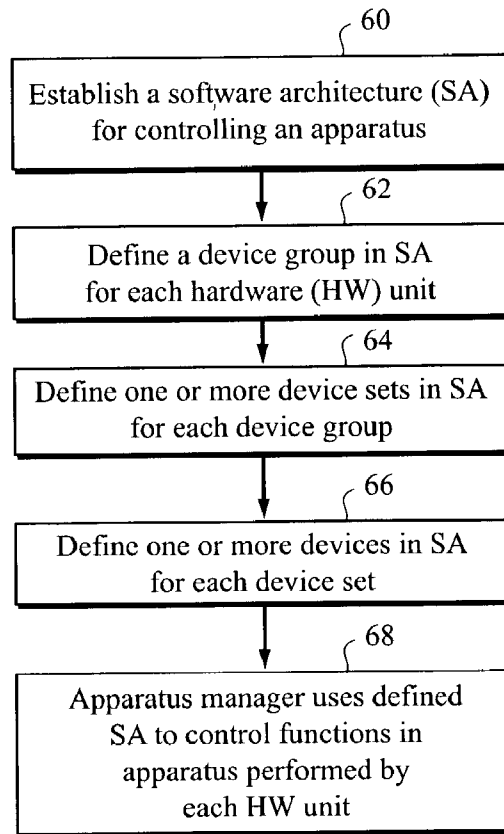 60
Establish a software architecture (SA)
for controlling an apparatus
62
Define a device group in SA
for each hardware (HW) unit
64
Define one or more device sets in SA
for each device group
66
Define one or more devices in SA
for each device set
68
Apparatus manager uses defined
SA to control functions in
apparatus performed by
each HW unit